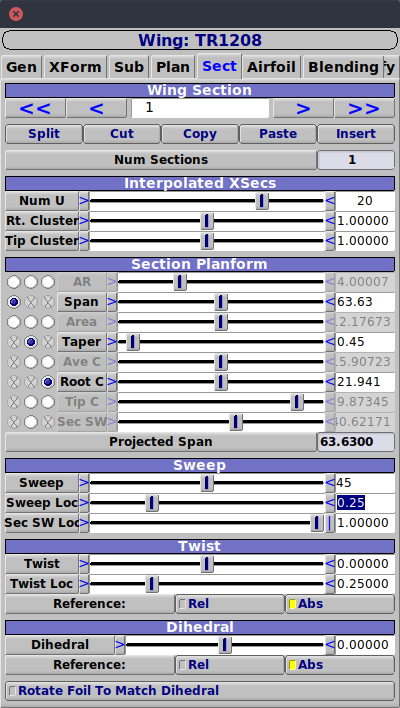 Wing: TR1208
Gen XForm Sub Plan Sect Airfoil Blending fy
Wing Section
<< < 1 > >>
Split Cut Copy Paste Insert
Num Sections 1
Interpolated XSecs
Num U > < 20
Rt. Cluster > < 1.00000
Tip Cluster > < 1.00000
Section Planform
AR > < 4.00007
Span > < 63.63
Area > < 2.17673
Taper > < 0.45
Ave C > < 5.90723
Root C > < 21.941
Tip C > < 9.87345
Sec SW > < 0.62171
Projected Span 63.6300
Sweep
Sweep > < 45
Sweep Loc > < 0.25
Sec SW Loc > | 1.00000
Twist
Twist > < 0.00000
Twist Loc > < 0.25000
Reference: Rel Abs
Dihedral
Dihedral > < 0.00000
Reference: Rel Abs
Rotate Foil To Match Dihedral